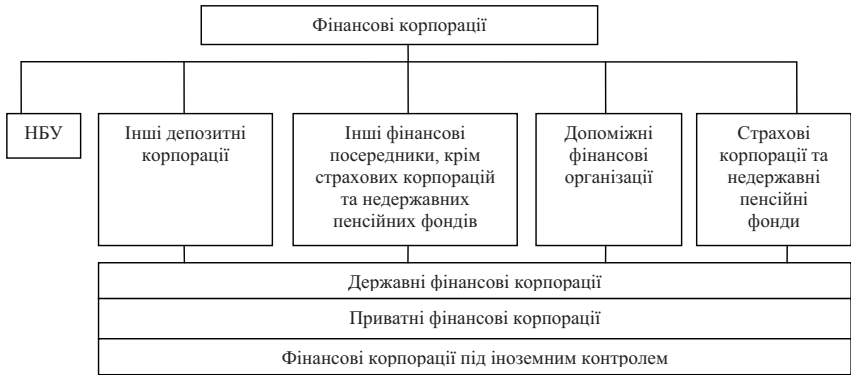 Фінансові корпорації
НБУ
Інші депозитні
корпорації
Інші фінансові
посередники, крім
страхових корпорацій
та недержавних
пенсійних фондів
Допоміжні
фінансові
організації
Страхові
корпорації та
недержавні
пенсійні
фонди
Державні фінансові корпорації
Приватні фінансові корпорації
Фінансові корпорації під іноземним контролем